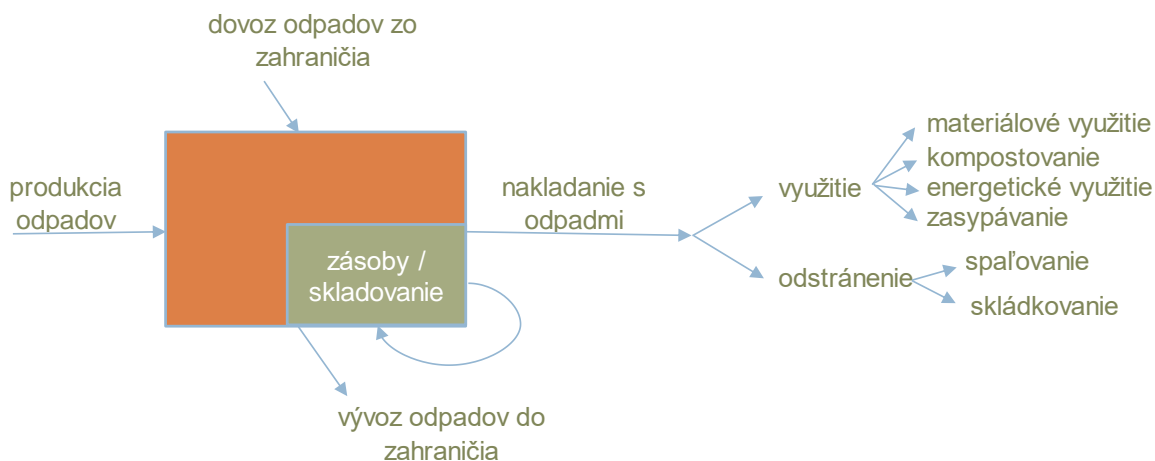 dovoz odpadov zo
zahraničia
produkcia
odpadov
zásoby /
skladovanie
vývoz odpadov do
zahraničia
nakladanie s
odpadmi
využitie
materiálové využitie
kompostovanie
energetické využitie
zasypávanie
odstránenie
spaľovanie
skládkovanie